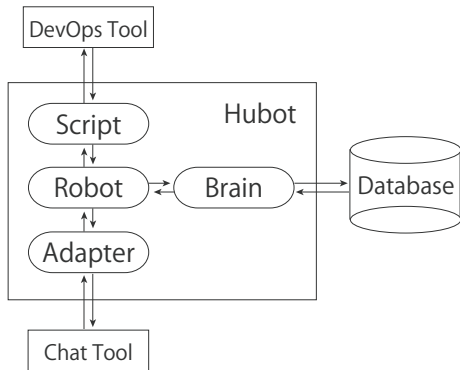 DevOps Tool
Hubot
Script
Robot
Brain
Database
Adapter
Chat Tool